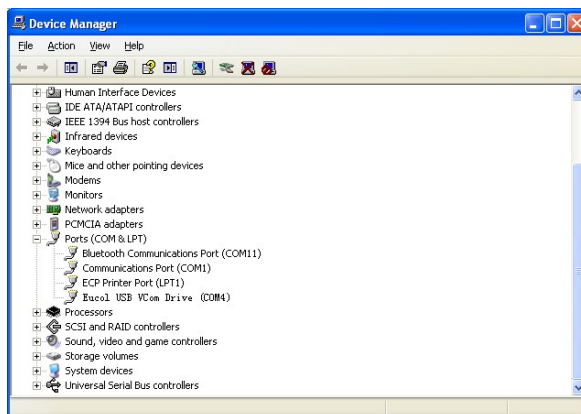 Device Manager
File Action View Help
Human Interface Devices
IDE ATA/ATAPI controllers
IEEE 1394 Bus host controllers
Infrared devices
Keyboards
Mice and other pointing devices
Modems
Monitors
Network adapters
PCMCIA adapters
Ports (COM & LPT)
Bluetooth Communications Port (COM11)
Communications Port (COM1)
ECP Printer Port (LPT1)
Eucol USB VCom Drive (COM4)
Processors
SCSI and RAID controllers
Sound, video and game controllers
Storage volumes
System devices
Universal Serial Bus controllers